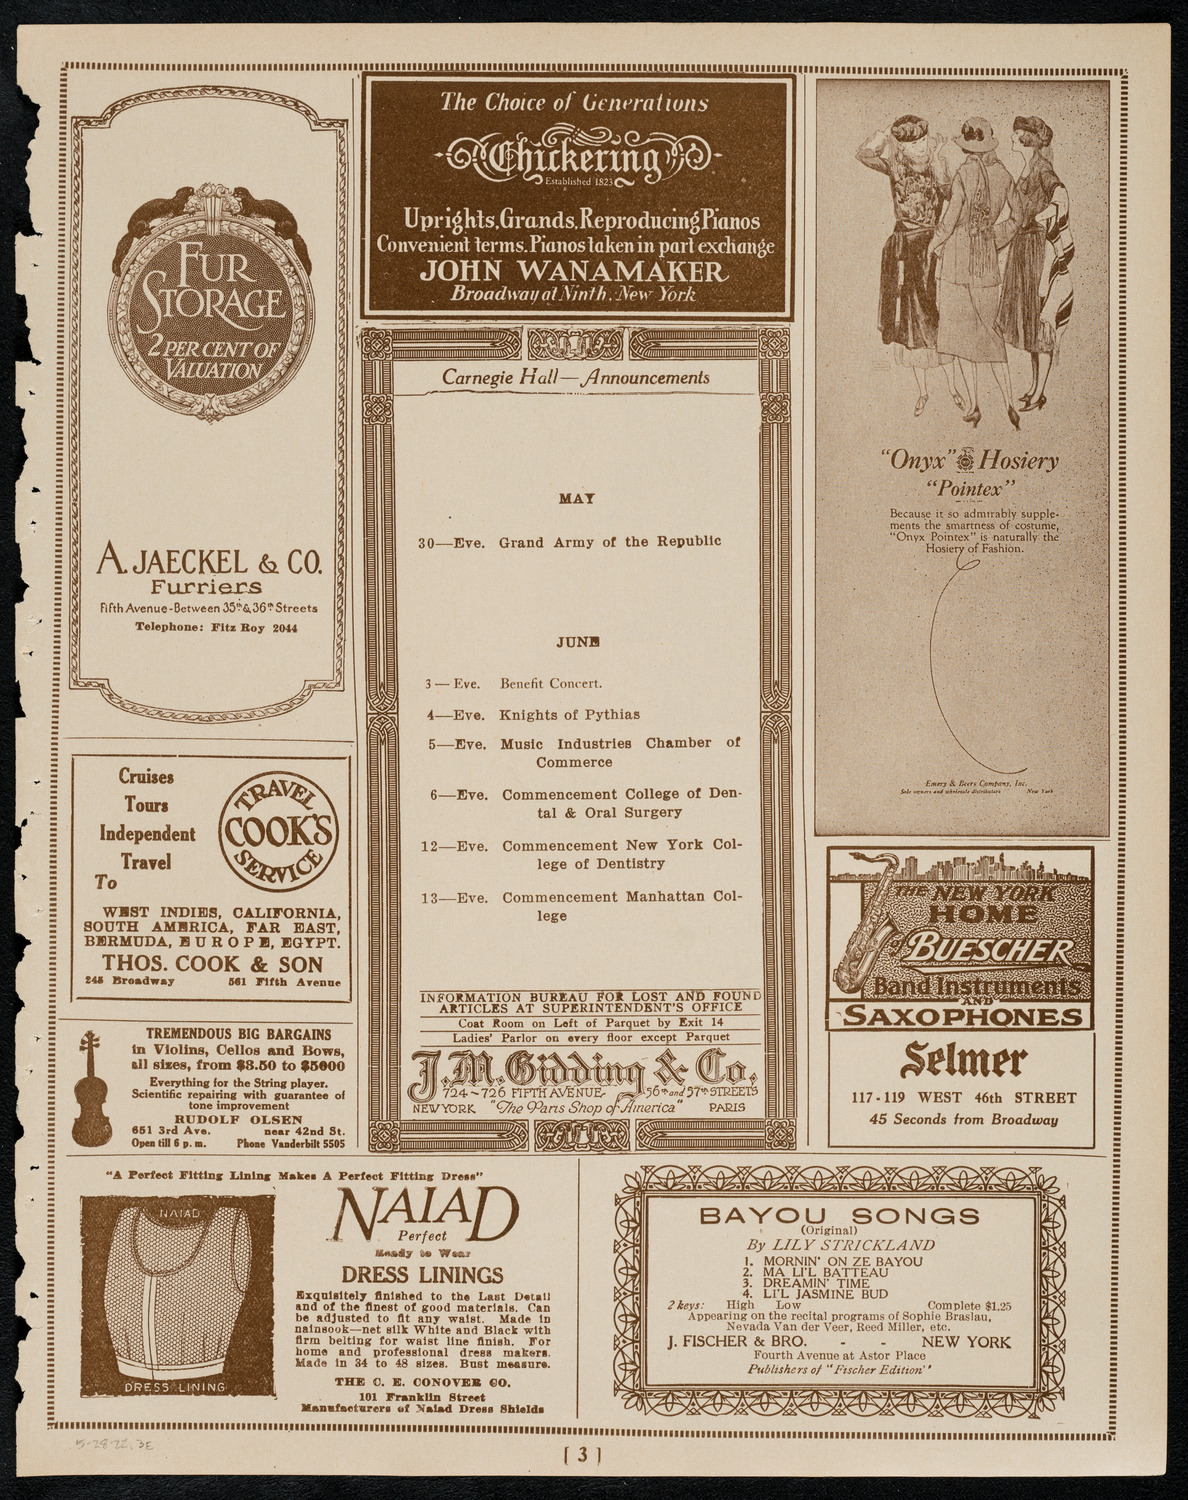 FUR
STORAGE
2 PER CENT OF
VALUATION
A. JAECKEL & CO.
Furriers
Fifth Avenue-Between 35th & 36th Streets
Telephone: Fitz Roy 2044
The Choice of Generations
Chickering
Established 1823
Uprights, Grands, Reproducing Pianos
Convenient terms. Pianos taken in part exchange
JOHN WANAMAKER
Broadway at Ninth, New York
Carnegie Hall—Announcements
MAY
30—Eve. Grand Army of the Republic
JUNE
3—Eve. Benefit Concert.
4—Eve. Knights of Pythias
5—Eve. Music Industries Chamber of
Commerce
6—Eve. Commencement College of Den-
tal & Oral Surgery
12—Eve. Commencement New York Col-
lege of Dentistry
13—Eve. Commencement Manhattan Col-
lege
INFORMATION BUREAU FOR LOST AND FOUND
ARTICLES AT SUPERINTENDENT'S OFFICE
Coat Room on Left of Parquet by Exit 14
Ladies' Parlor on every floor except Parquet
J. M. Gidding & Co.
724-726 FIFTH AVENUE- 56th and 57th STREETS
NEW YORK "The Paris Shop of America" PARIS
"Onyx" Hosiery
"Pointex"
Because it so admirably supple-
ments the smartness of costume,
"Onyx Pointex" is naturally the
Hosiery of Fashion.
Emery & Beers Company, Inc.
Sole owners and wholesale distributors New York
Cruises
Tours
Independent
Travel
To
TRAVEL
COOK'S
SERVICE
WEST INDIES, CALIFORNIA,
SOUTH AMERICA, FAR EAST,
BERMUDA, EUROPE, EGYPT.
THOS. COOK & SON
245 Broadway 561 Fifth Avenue
TREMENDOUS BIG BARGAINS
in Violins, Cellos and Bows,
all sizes, from $3.50 to $5000
Everything for the String player.
Scientific repairing with guarantee of
tone improvement
RUDOLF OLSEN
651 3rd Ave. near 42nd St.
Open till 6 p. m. Phone Vanderbilt 5505
THE NEW YORK
HOME
of BUESCHER
Band Instruments
AND
SAXOPHONES
Selmer
117-119 WEST 46th STREET
45 Seconds from Broadway
"A Perfect Fitting Lining Makes A Perfect Fitting Dress"
NAIAD
DRESS LINING
NAIAD
Perfect
Ready to Wear
DRESS LININGS
Exquisitely finished to the Last Detail
and of the finest of good materials. Can
be adjusted to fit any waist. Made in
nainsook—net silk White and Black with
firm belting for waist line finish. For
home and professional dress makers.
Made in 34 to 48 sizes. Bust measure.
THE C. E. CONOVER CO.
101 Franklin Street
Manufacturers of Naiad Dress Shields
BAYOU SONGS
(Original)
By LILY STRICKLAND
1. MORNIN' ON ZE BAYOU
2. MA LI'L BATTEAU
3. DREAMIN' TIME
4. LI'L JASMINE BUD
2 keys: High Low Complete $1.25
Appearing on the recital programs of Sophie Braslau,
Nevada Van der Veer, Reed Miller, etc.
J. FISCHER & BRO. - - NEW YORK
Fourth Avenue at Astor Place
Publishers of "Fischer Edition"
5-28-22, 3E
[ 3 ]